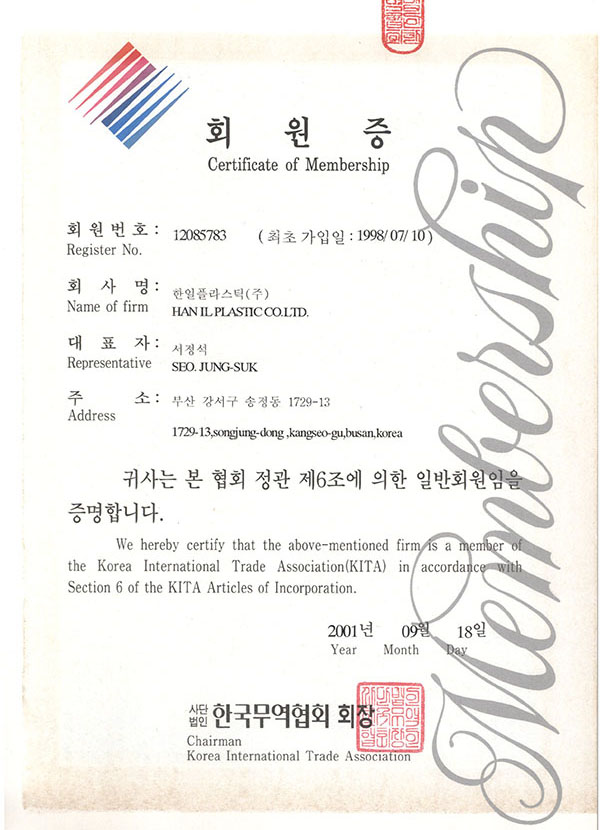 회 원 증
Certificate of Membership
회 원 번 호 : 12085783 (최초 가입일 : 1998/07/10)
Register No.
회 사 명 : 한일플라스틱(주)
Name of firm HAN IL PLASTIC CO.LTD.
대 표 자 : 서정석
Representative SEO. JUNG-SUK
주 소 : 부산 강서구 송정동 1729-13
Address
1729-13,songjung-dong ,kangseo-gu,busan,korea
귀사는 본 협회 정관 제6조에 의한 일반회원임을
증명합니다.
We hereby certify that the above-mentioned firm is a member of
the Korea International Trade Association(KITA) in accordance with
Section 6 of the KITA Articles of Incorporation.
2001년 09월 18일
Year Month Day
사단법인 한국무역협회 회장
Chairman
Korea International Trade Association
Membership